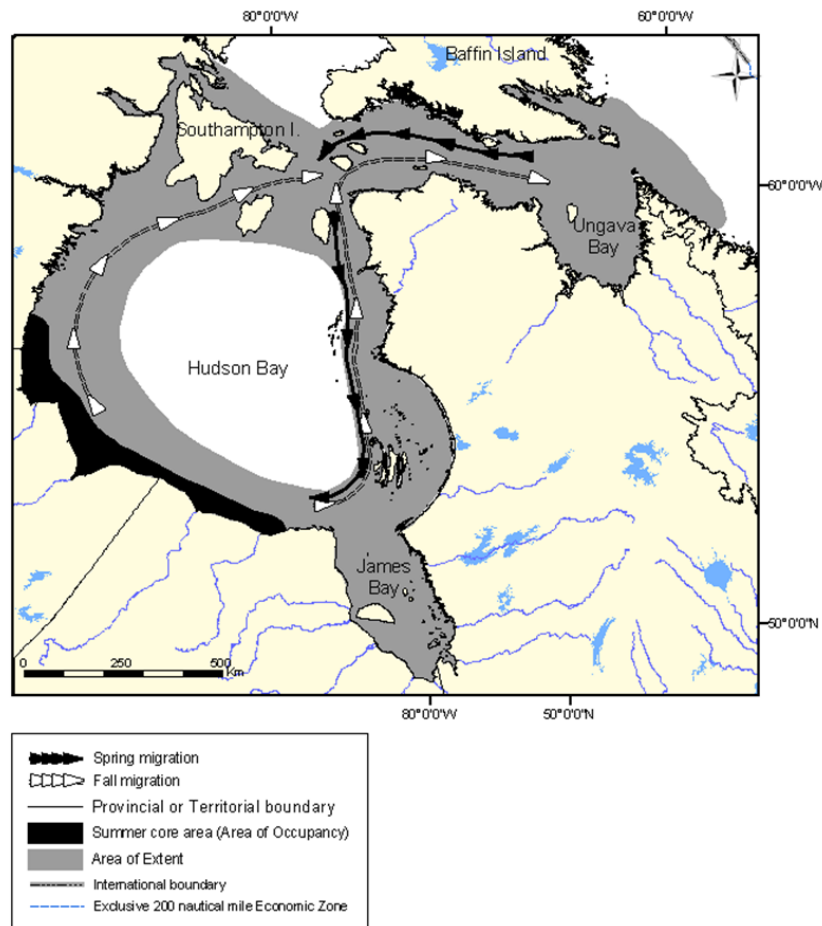 80°0'0"W
60°0'0"W
Baffin Island
Southampton I.
60°0'0"W
Ungava
Bay
Hudson Bay
James
Bay
50°0'0"N
0
250
500
Km
80°0'0"W
50°0'0"N
Spring migration
Fall migration
Provincial or Territorial boundary
Summer core area (Area of Occupancy)
Area of Extent
International boundary
Exclusive 200 nautical mile Economic Zone